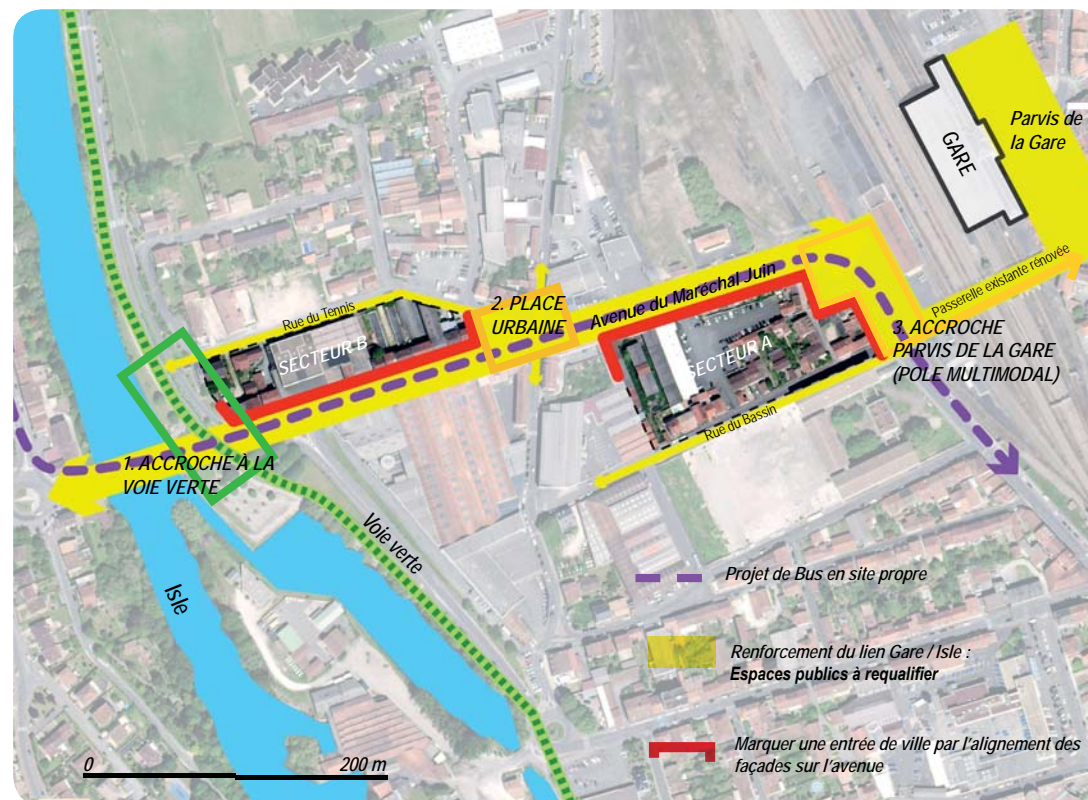 Parvis de
la Gare
GARE
Passerelle existante rénovée
Avenue du Maréchal Juin
2. PLACE
URBAINE
Rue du Tennis
SECTEUR B
SECTEUR A
3. ACCROCHE
PARVIS DE LA GARE
(POLE MULTIMODAL)
Rue du Bassin
1. ACCROCHE À LA
VOIE VERTE
Voie verte
Isle
Projet de Bus en site propre
Renforcement du lien Gare / Isle :
Espaces publics à requalifier
Marquer une entrée de ville par l'alignement des
façades sur l'avenue
0 200 m